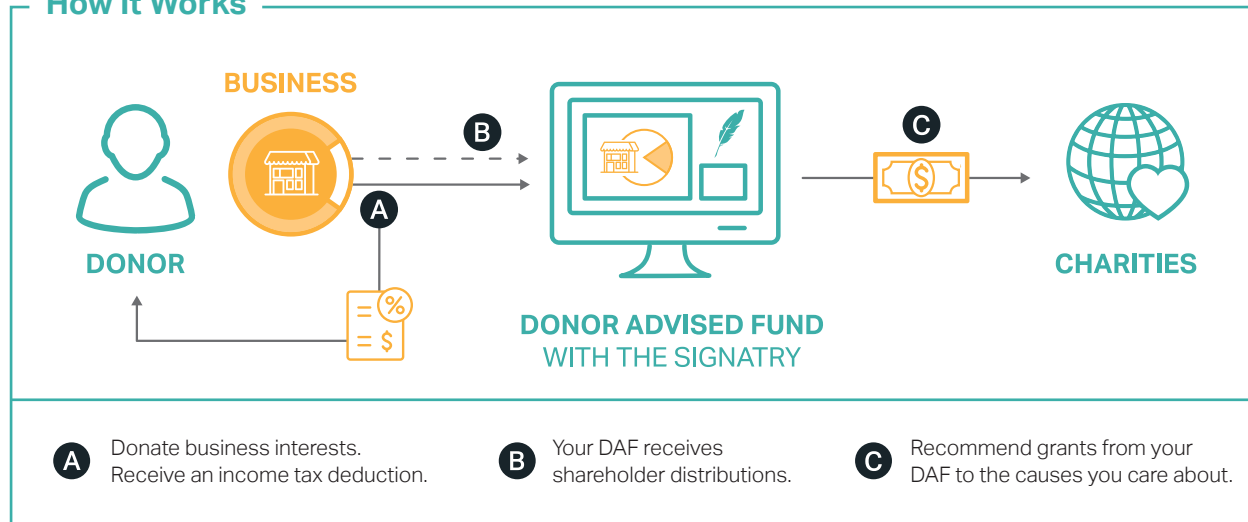 How It Works
BUSINESS
B
C
A
%
$
$
DONOR
CHARITIES
DONOR ADVISED FUND
WITH THE SIGNATRY
A
Donate business interests.
Receive an income tax deduction.
B
Your DAF receives
shareholder distributions.
C
Recommend grants from your
DAF to the causes you care about.